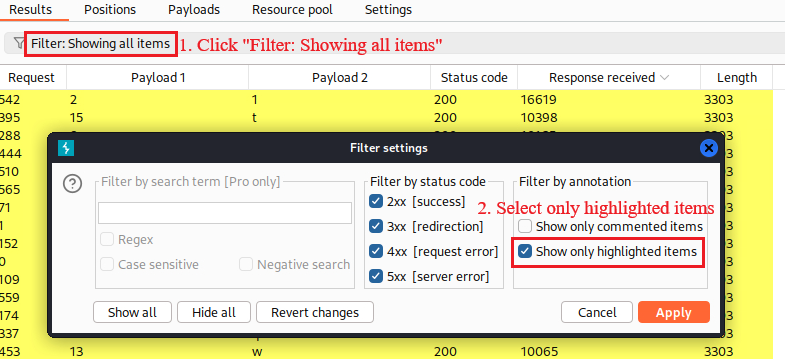 Results Positions Payloads Resource pool Settings
Filter: Showing all items 1. Click "Filter: Showing all items"
Request Payload 1 Payload 2 Status code Response received Length
542 2 1 200 16619 3303
395 15 t 200 10398 3303
288
444
510
565
71
1
152
0
109
559
174
337
453 13 w 200 10065 3303
Filter settings
Filter by search term [Pro only]
Regex
Case sensitive Negative search
Filter by status code
2xx [success]
3xx [redirection]
4xx [request error]
5xx [server error]
Filter by annotation
2. Select only highlighted items
Show only commented items
Show only highlighted items
Show all Hide all Revert changes Cancel Apply